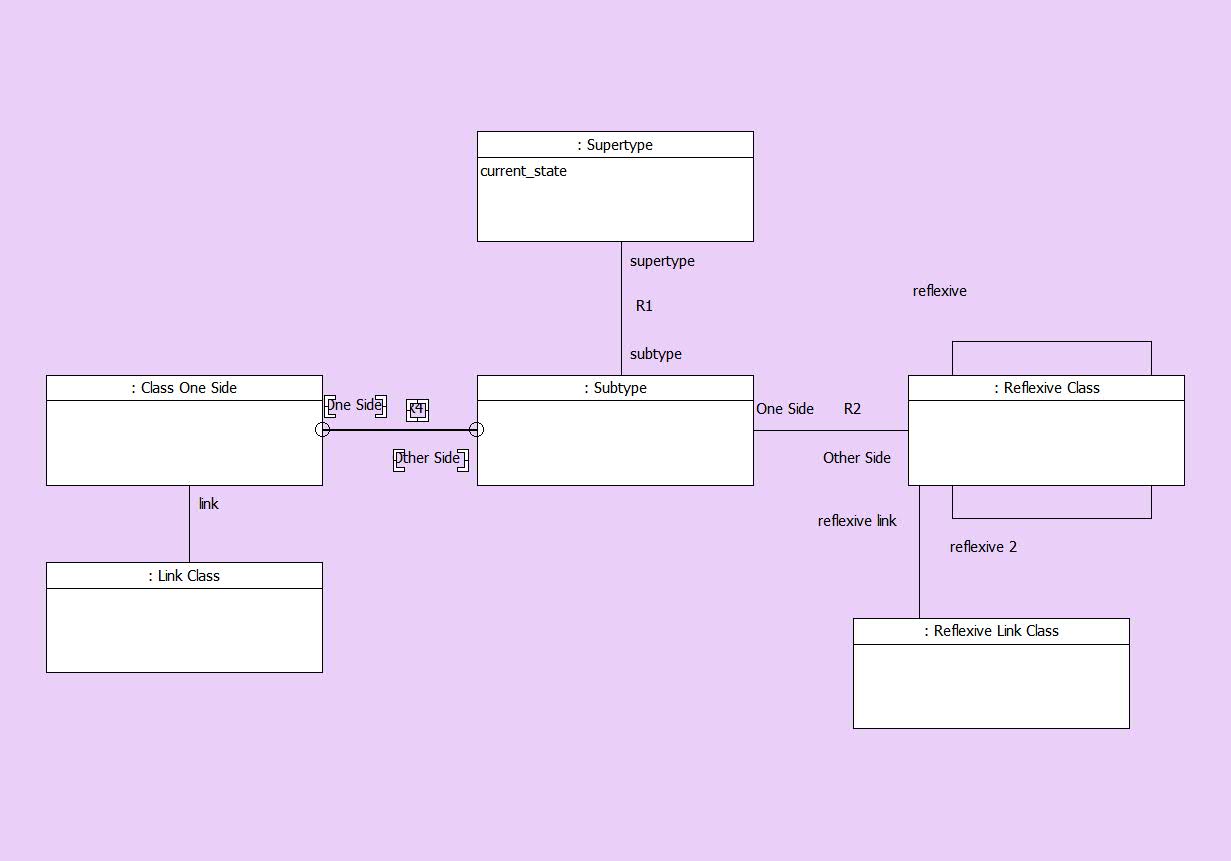 : Supertype
current_state
supertype
R1
subtype
reflexive
: Class One Side
One Side
R4
Other Side
: Subtype
One Side
R2
Other Side
: Reflexive Class
link
reflexive link
reflexive 2
: Link Class
: Reflexive Link Class